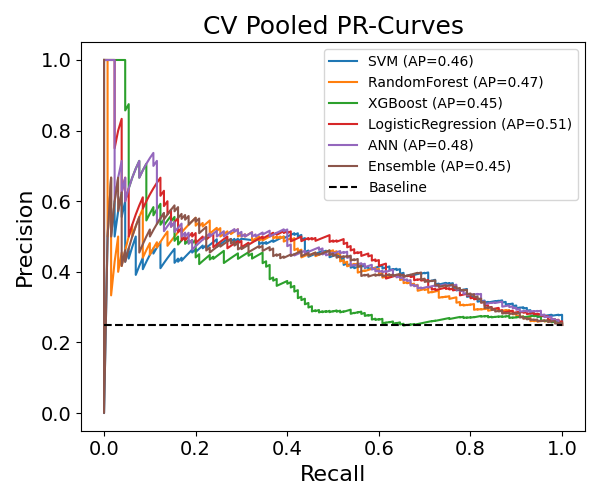 CV Pooled PR-Curves
SVM (AP=0.46)
RandomForest (AP=0.47)
XGBoost (AP=0.45)
LogisticRegression (AP=0.51)
ANN (AP=0.48)
Ensemble (AP=0.45)
Baseline
Precision
1.0
0.8
0.6
0.4
0.2
0.0
0.0 0.2 0.4 0.6 0.8 1.0
Recall